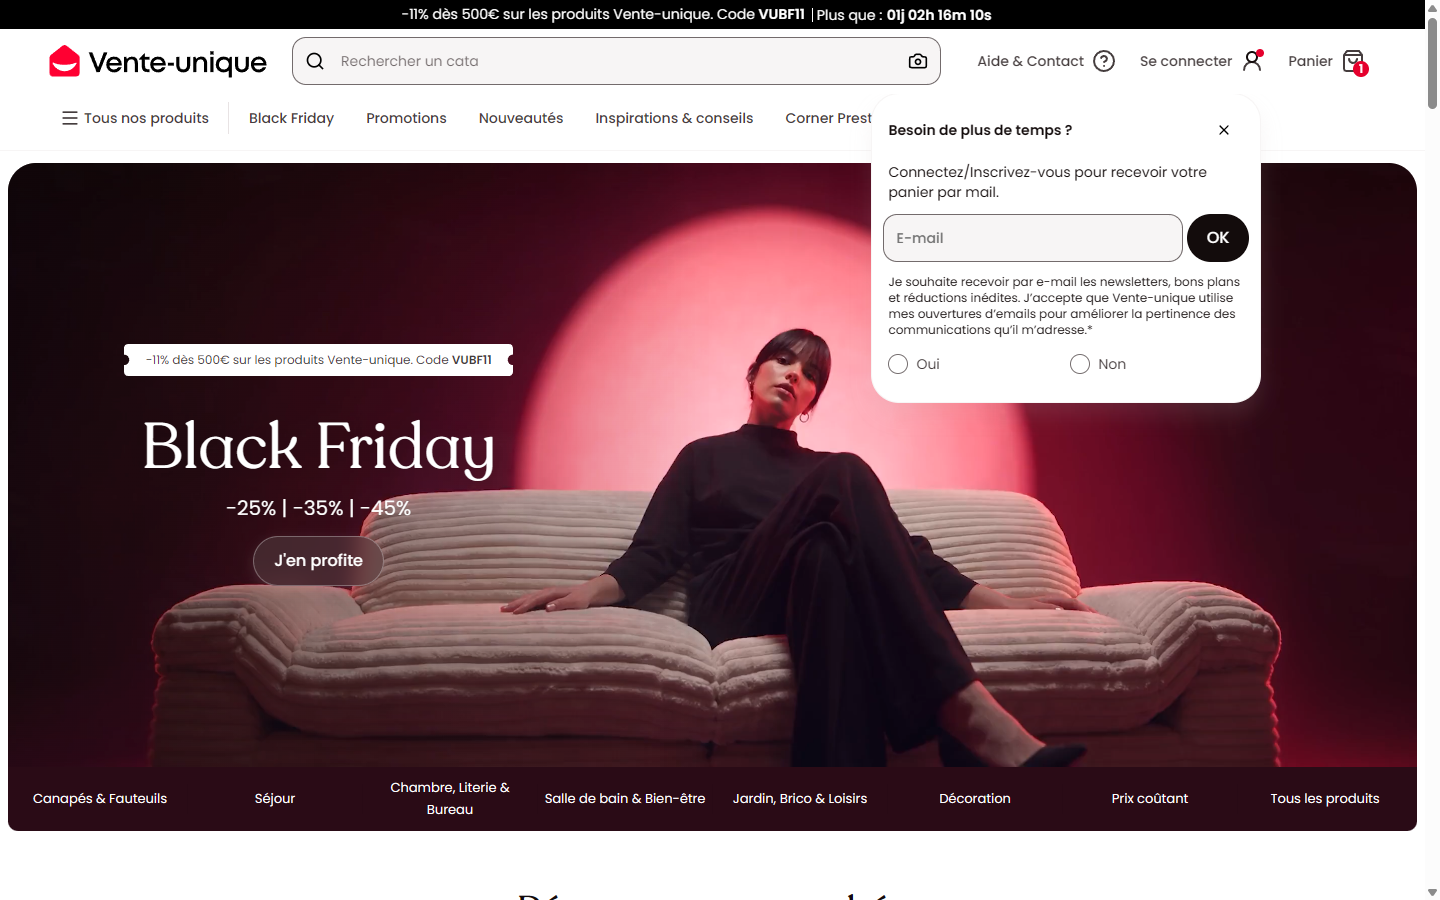 -11% dès 500€ sur les produits Vente-unique. Code VUBF11 | Plus que : 01j 02h 16m 10s
Vente-unique
Rechercher un cata
Aide & Contact
Se connecter
Panier
1
Tous nos produits
Black Friday
Promotions
Nouveautés
Inspirations & conseils
Corner Prest
Besoin de plus de temps ?
Connectez/Inscrivez-vous pour recevoir votre
panier par mail.
E-mail
OK
Je souhaite recevoir par e-mail les newsletters, bons plans
et réductions inédites. J’accepte que Vente-unique utilise
mes ouvertures d’emails pour améliorer la pertinence des
communications qu’il m’adresse.*
Oui
Non
-11% dès 500€ sur les produits Vente-unique. Code VUBF11
Black Friday
-25% | -35% | -45%
J'en profite
Canapés & Fauteuils
Séjour
Chambre, Literie &
Bureau
Salle de bain & Bien-être
Jardin, Brico & Loisirs
Décoration
Prix coûtant
Tous les produits